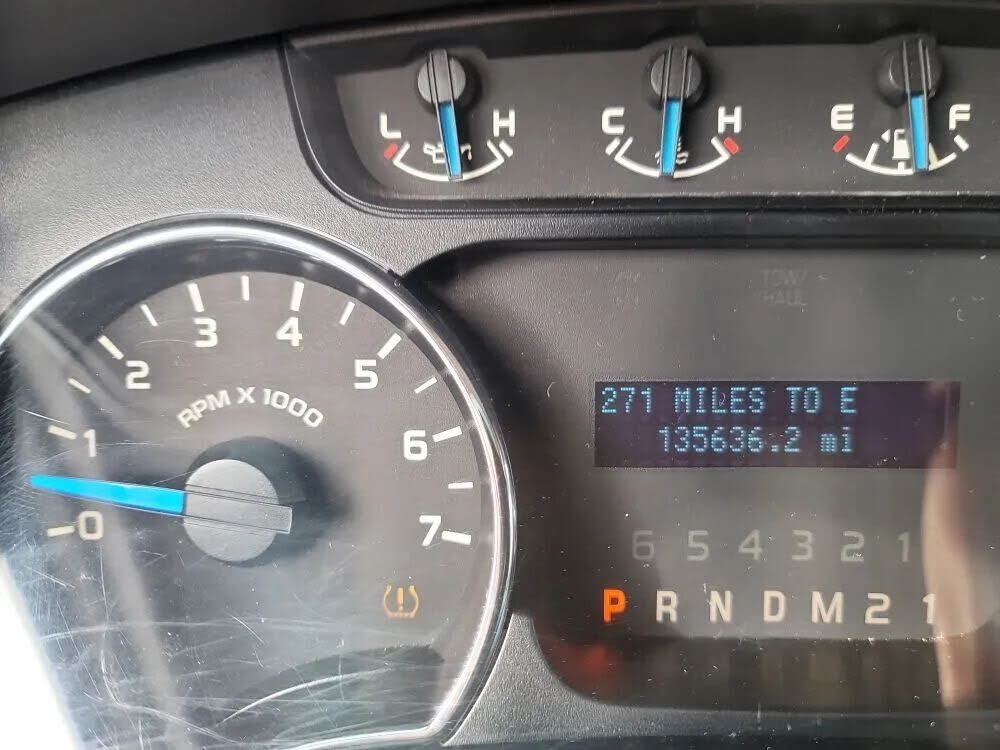 L H
C H
E F
TOW/
HAUL
0 1 2 3 4 5 6 7
RPM X 1000
271 MILES TO E
135636.2 mi
6 5 4 3 2 1
P R N D M 2 1